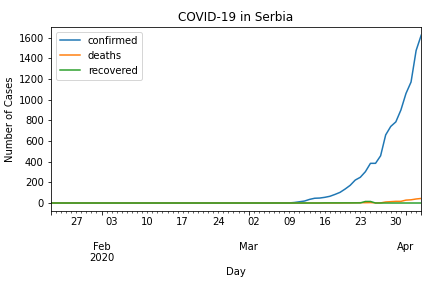 COVID-19 in Serbia
confirmed
deaths
recovered
Number of Cases
1600
1400
1200
1000
800
600
400
200
0
27 03 10 17 24 02 09 16 23 30
Feb Mar Apr
2020
Day